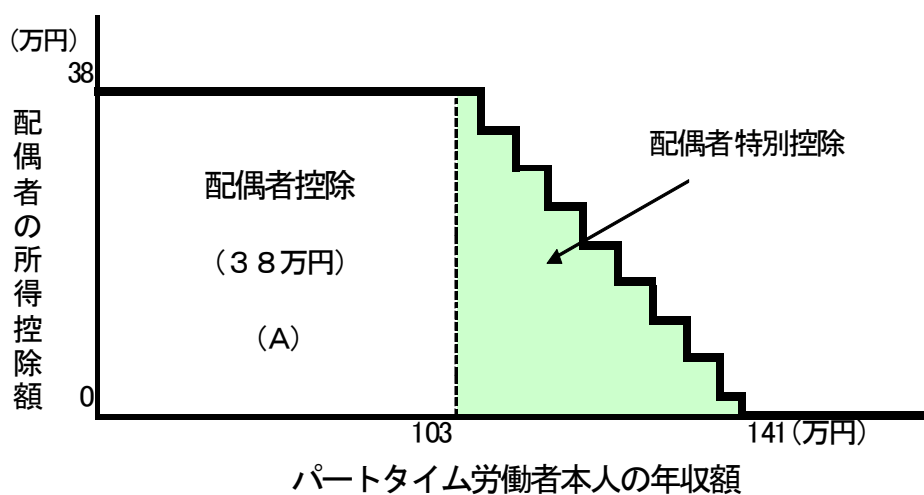 (万円)
38
配偶者の所得控除額
配偶者特別控除
配偶者控除
(38万円)
(A)
0
103
141(万円)
パートタイム労働者本人の年収額